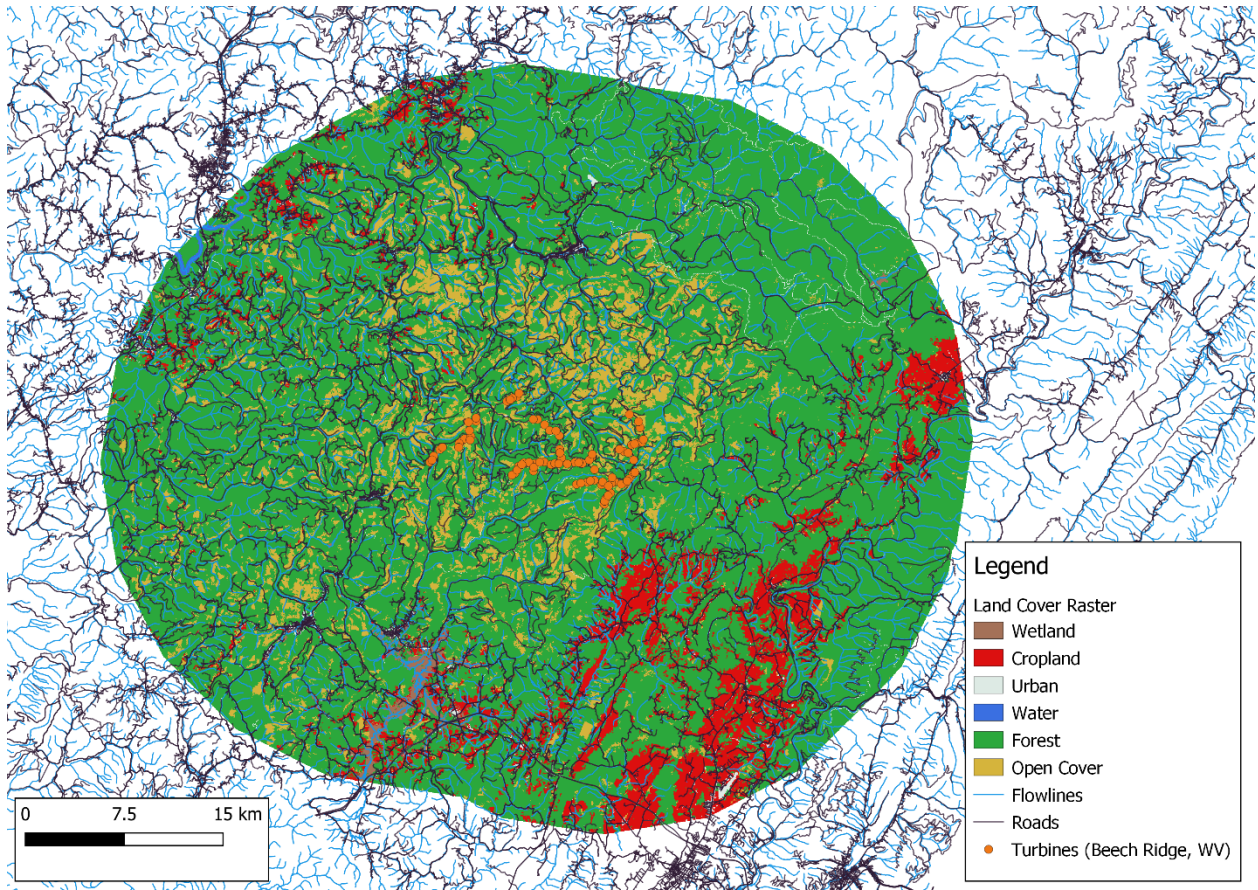 Legend
Land Cover Raster
Wetland
Cropland
Urban
Water
Forest
Open Cover
Flowlines
Roads
Turbines (Beech Ridge, WV)
0 7.5 15 km